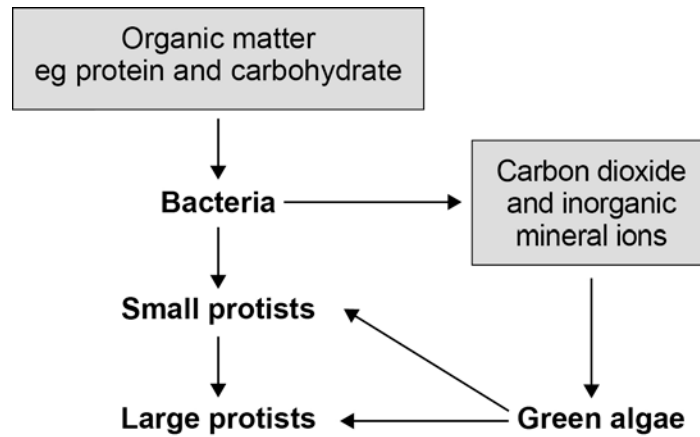 Organic matter
eg protein and carbohydrate
Bacteria
Carbon dioxide
and inorganic
mineral ions
Small protists
Large protists
Green algae